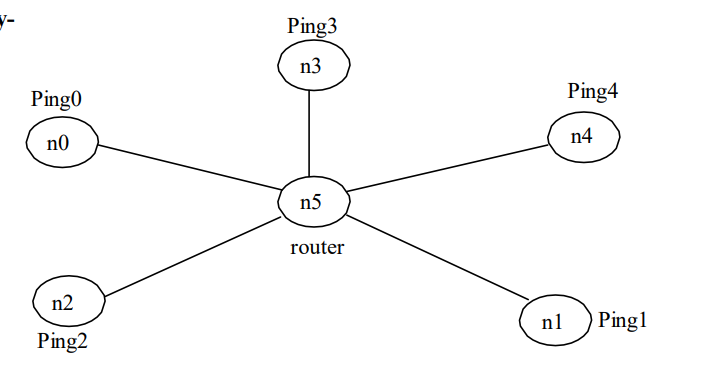 y-
Ping3
n3
Ping0
Ping4
n0
n4
n5
router
n2
n1 Ping1
Ping2